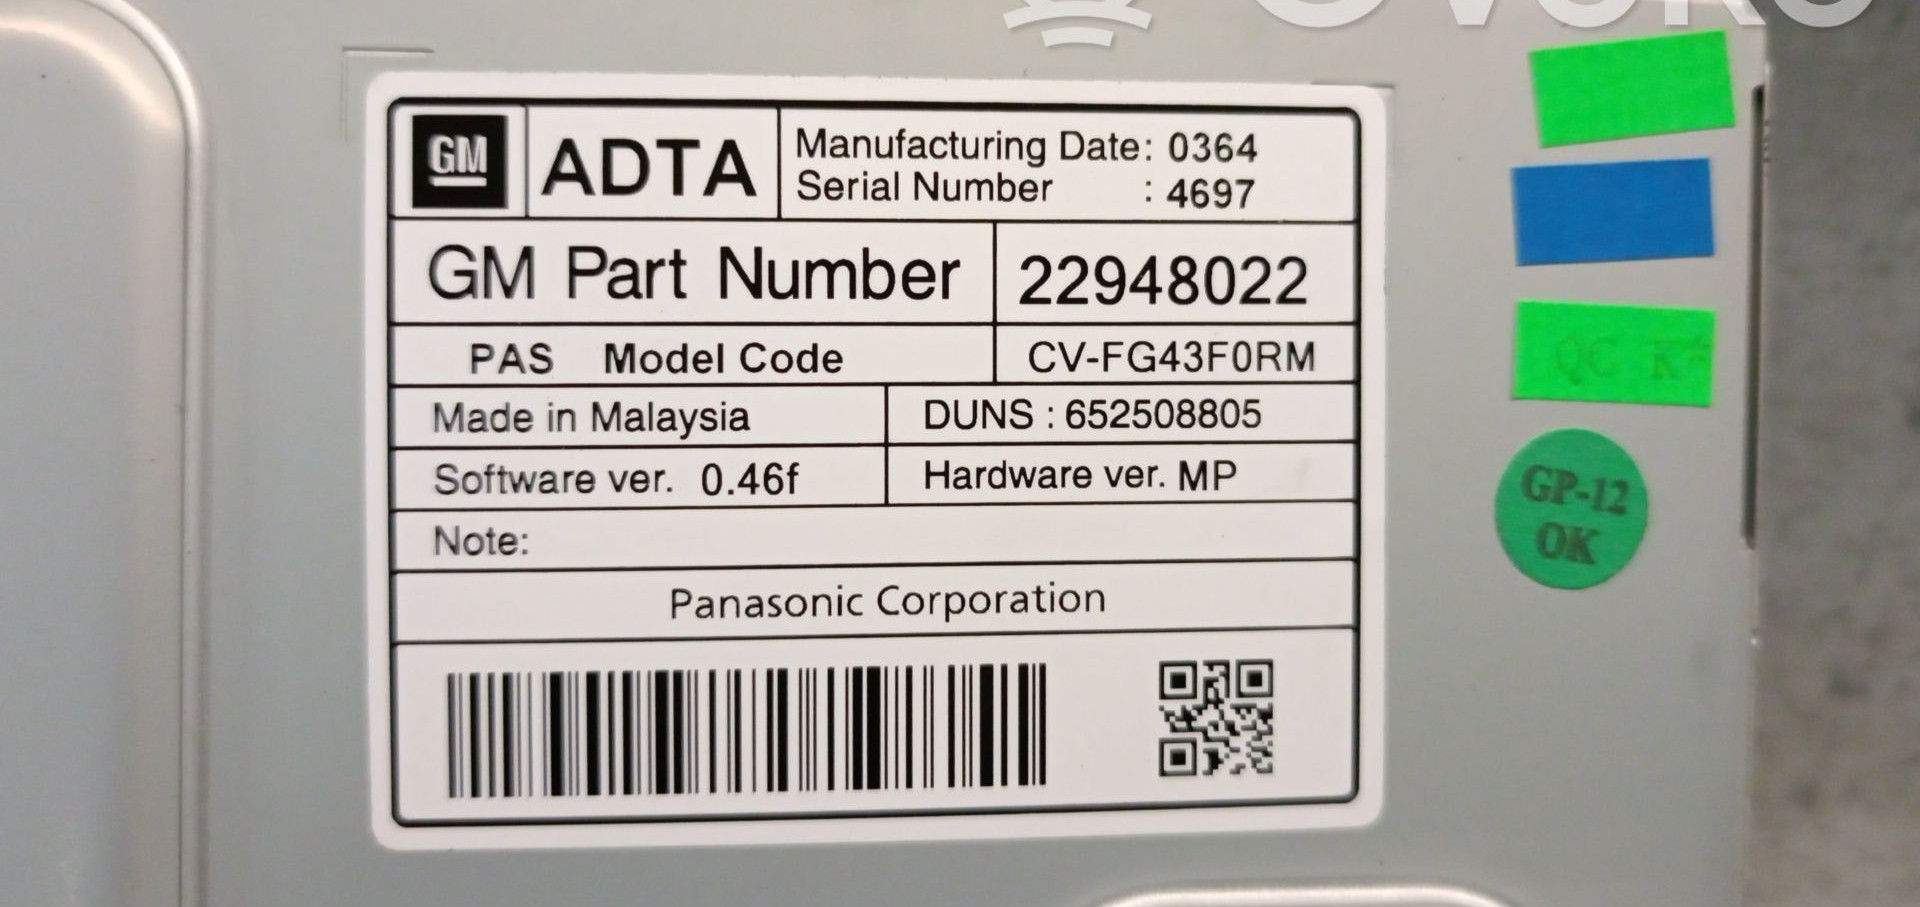 GM
ADTA
Manufacturing Date: 0364
Serial Number : 4697
GM Part Number 22948022
PAS Model Code CV-FG43F0RM
Made in Malaysia DUNS : 652508805
Software ver. 0.46f Hardware ver. MP
Note:
Panasonic Corporation
QC
GP-12
OK